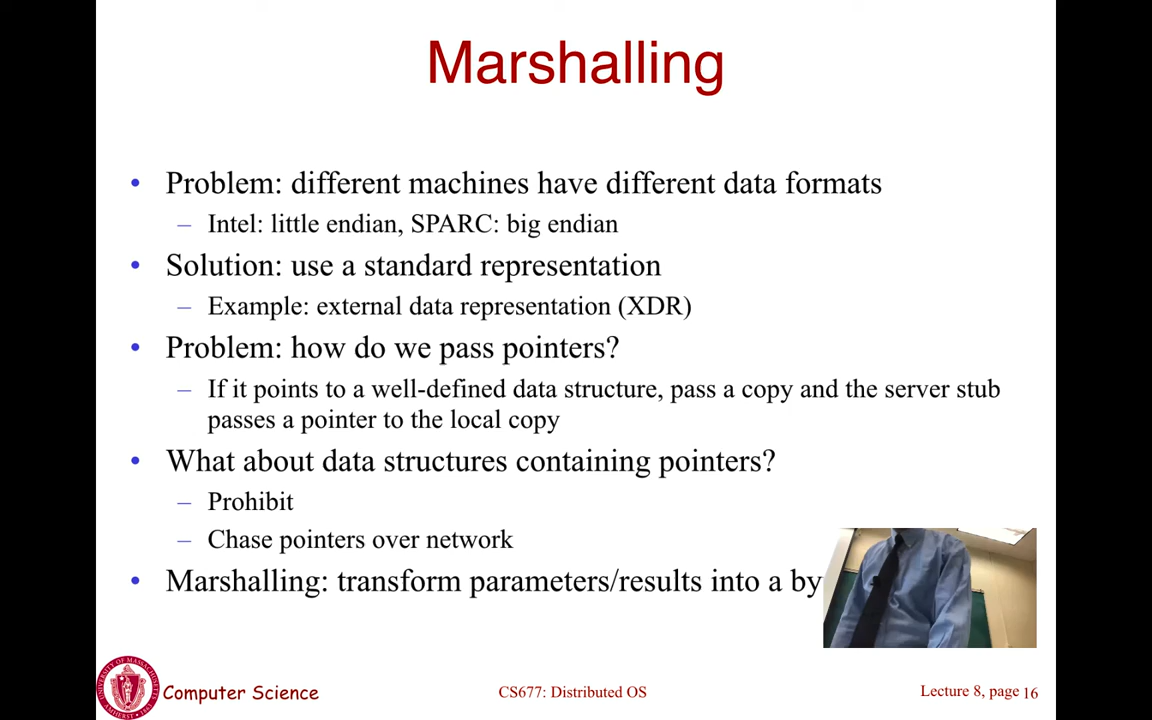 Marshalling
• Problem: different machines have different data formats
– Intel: little endian, SPARC: big endian
• Solution: use a standard representation
– Example: external data representation (XDR)
• Problem: how do we pass pointers?
– If it points to a well-defined data structure, pass a copy and the server stub
passes a pointer to the local copy
• What about data structures containing pointers?
– Prohibit
– Chase pointers over network
• Marshalling: transform parameters/results into a by
Computer Science
CS677: Distributed OS
Lecture 8, page 16